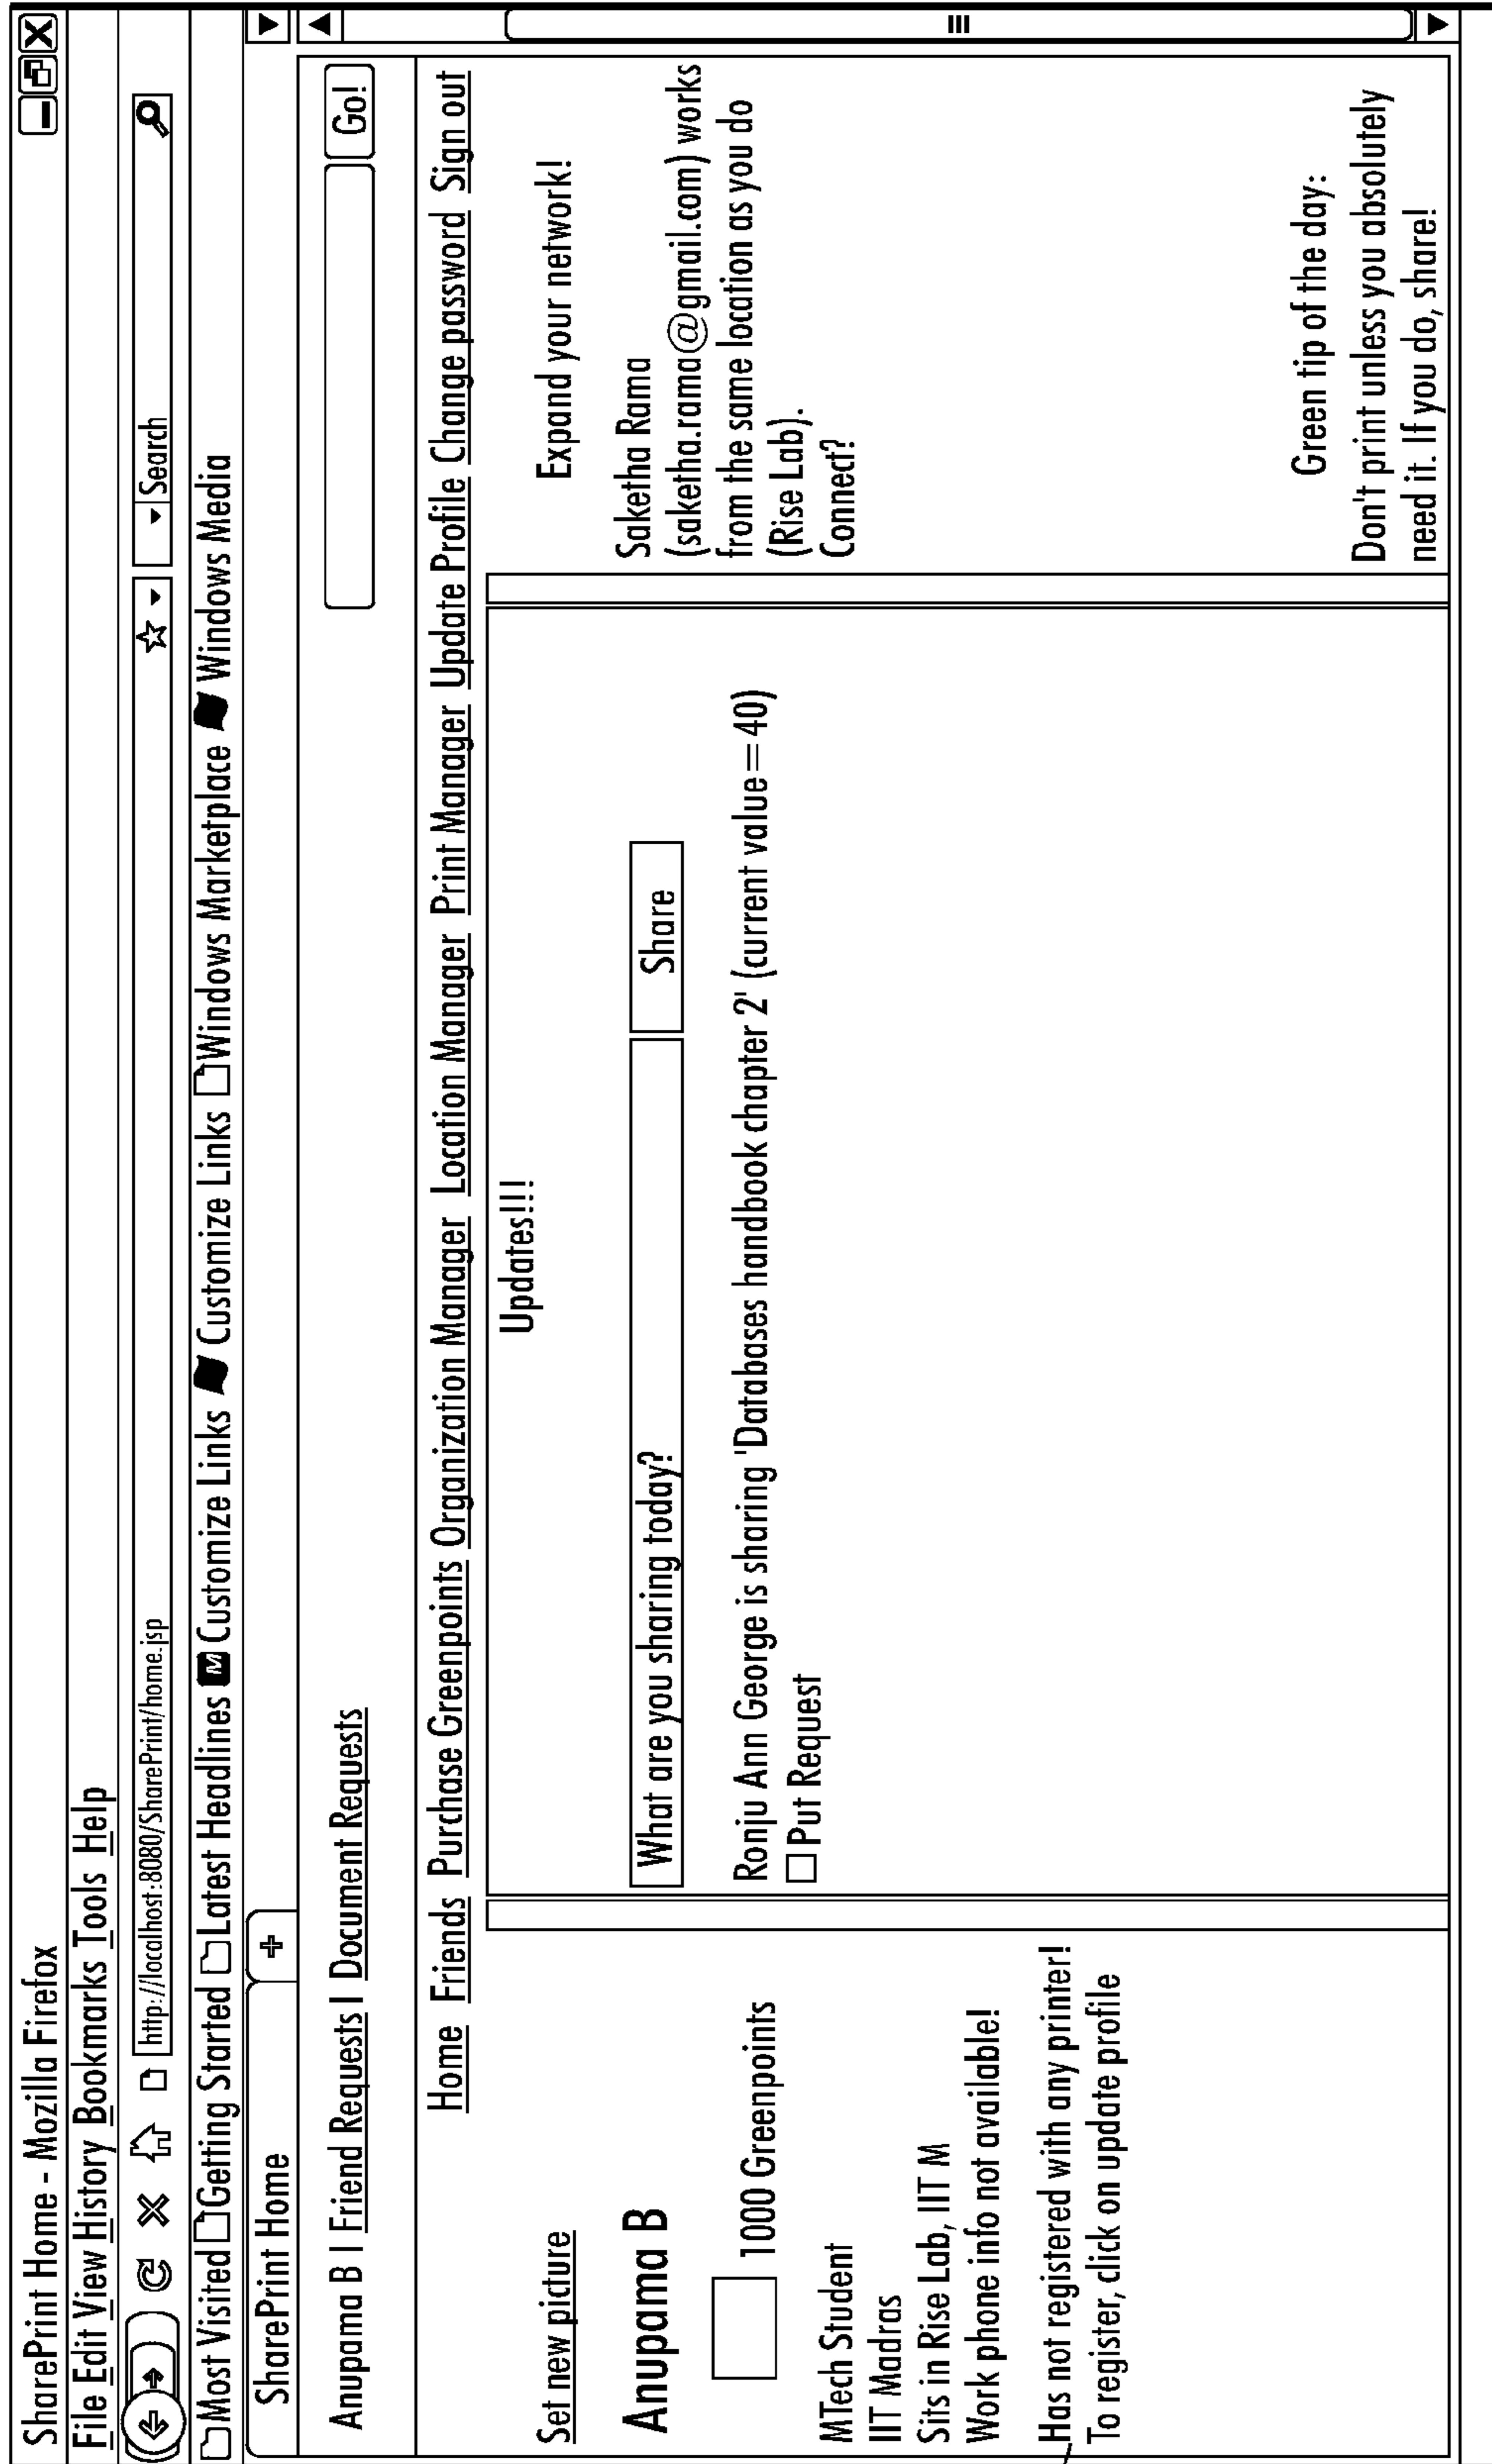 SharePrint Home - Mozilla Firefox
File Edit View History Bookmarks Tools Help
http://localhost:8080/SharePrint/home.jsp
Search
Most Visited Getting Started Latest Headlines M Customize Links Customize Links Windows Marketplace Windows Media
SharePrint Home
Anupama B | Friend Requests | Document Requests
Go!
Home Friends Purchase Greenpoints Organization Manager Location Manager Print Manager Update Profile Change password Sign out
Set new picture
Anupama B
1000 Greenpoints
MTech Student
IIT Madras
Sits in Rise Lab, IIT M
Work phone info not available!
Has not registered with any printer!
To register, click on update profile
Updates!!!
What are you sharing today?
Share
Ronju Ann George is sharing 'Databases handbook chapter 2' (current value=40)
Put Request
Expand your network!
Saketha Rama
(saketha.rama@gmail.com) works
from the same location as you do
(Rise Lab).
Connect?
Green tip of the day:
Don't print unless you absolutely
need it. If you do, share!